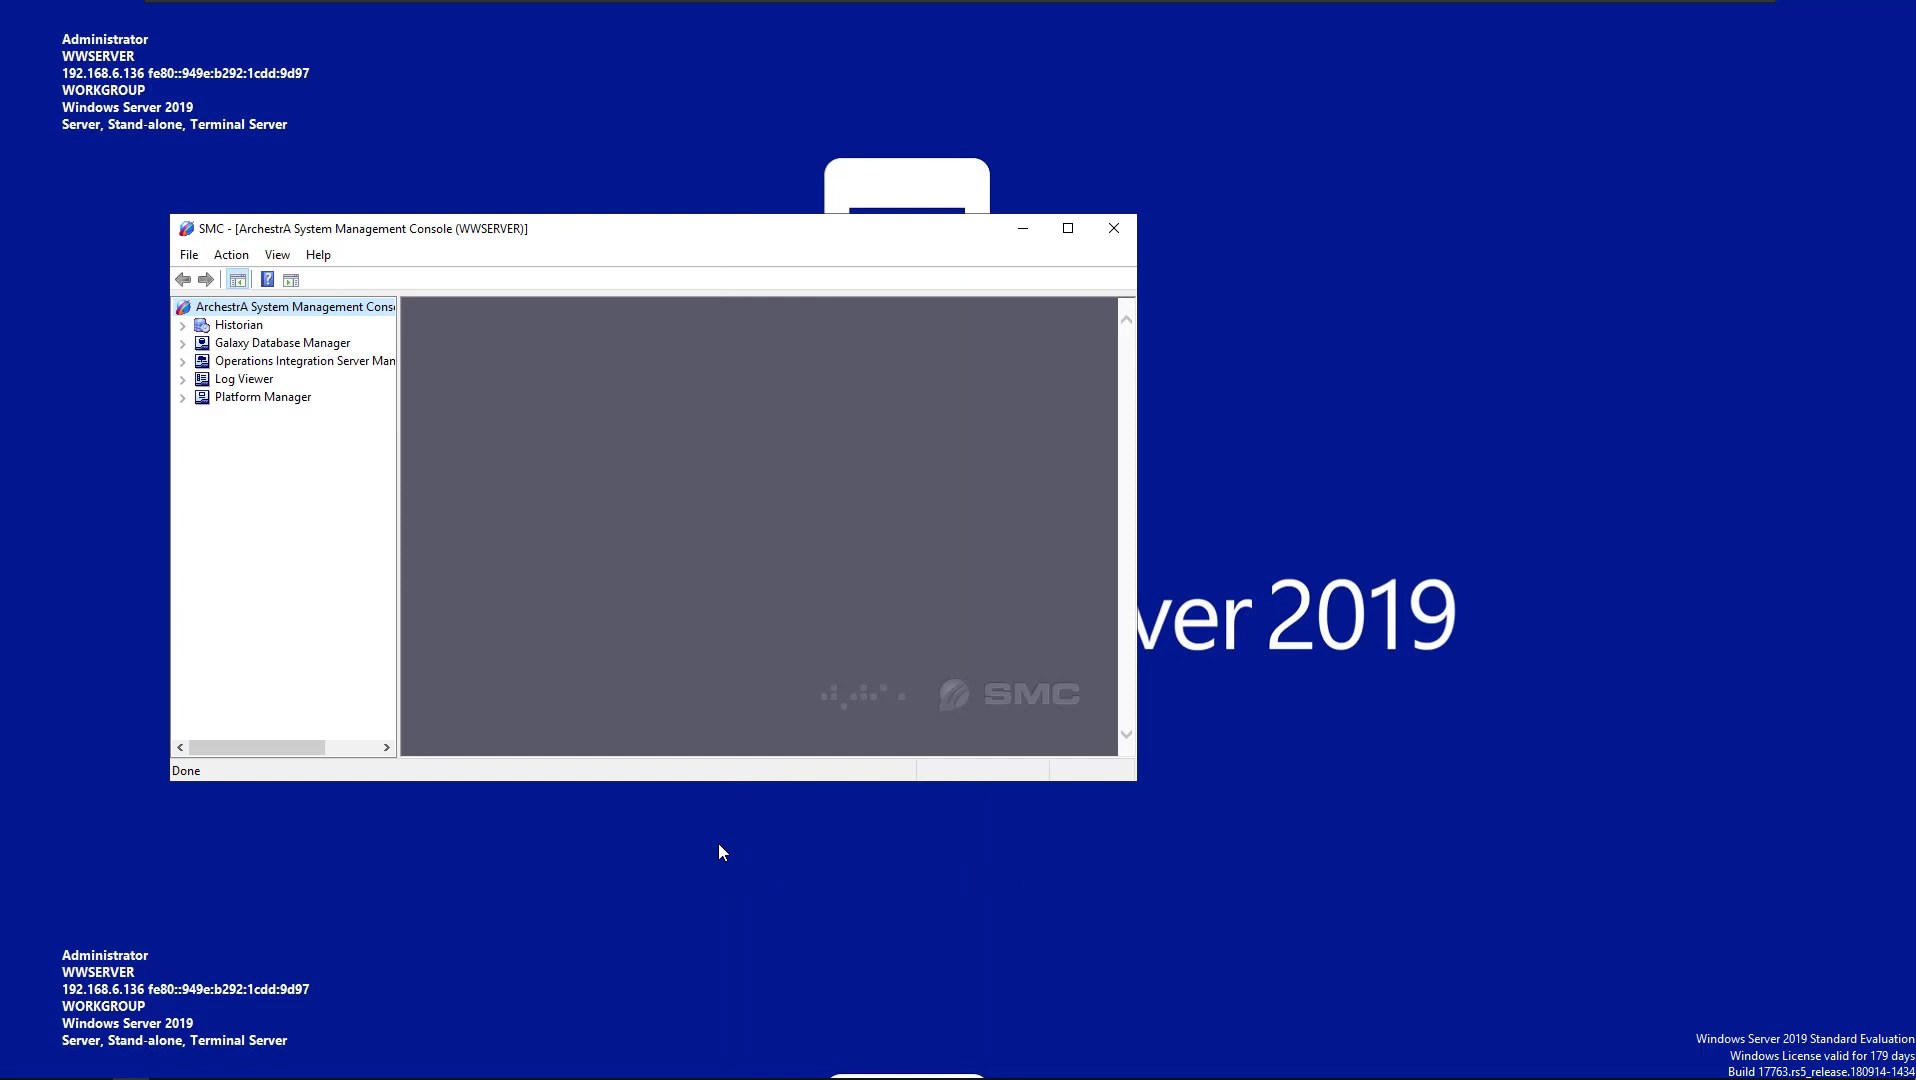 Administrator
WWSERVER
192.168.6.136 fe80::949e:b292:1cdd:9d97
WORKGROUP
Windows Server 2019
Server, Stand-alone, Terminal Server
SMC - [ArchestrA System Management Console (WWSERVER)]
File Action View Help
ArchestrA System Management Conso
Historian
Galaxy Database Manager
Operations Integration Server Man
Log Viewer
Platform Manager
ver 2019
SMC
Done
Administrator
WWSERVER
192.168.6.136 fe80::949e:b292:1cdd:9d97
WORKGROUP
Windows Server 2019
Server, Stand-alone, Terminal Server
Windows Server 2019 Standard Evaluation
Windows License valid for 179 days
Build 17763.rs5_release.180914-1434